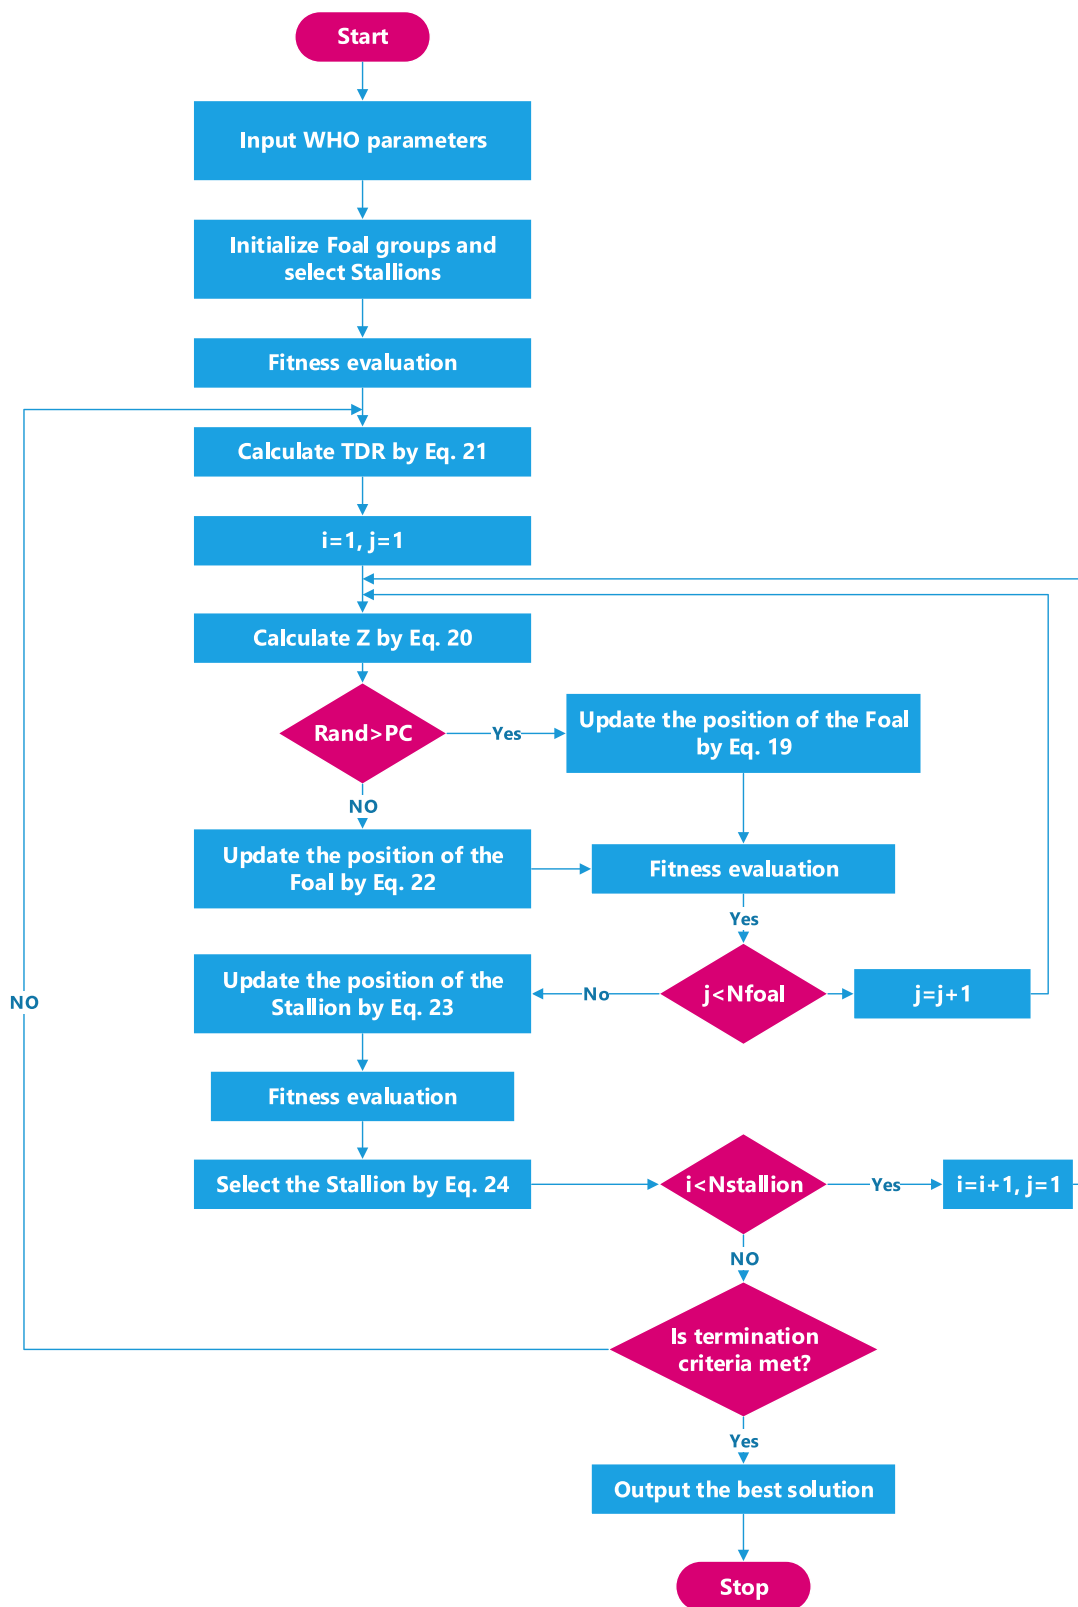 Start
Input WHO parameters
Initialize Foal groups and
select Stallions
Fitness evaluation
Calculate TDR by Eq. 21
i=1, j=1
Calculate Z by Eq. 20
Rand>PC
Yes
Update the position of the Foal
by Eq. 19
NO
Update the position of the
Foal by Eq. 22
Fitness evaluation
Yes
Update the position of the
Stallion by Eq. 23
No
j<Nfoal
j=j+1
NO
Fitness evaluation
Select the Stallion by Eq. 24
i<Nstallion
Yes
i=i+1, j=1
NO
Is termination
criteria met?
Yes
Output the best solution
Stop